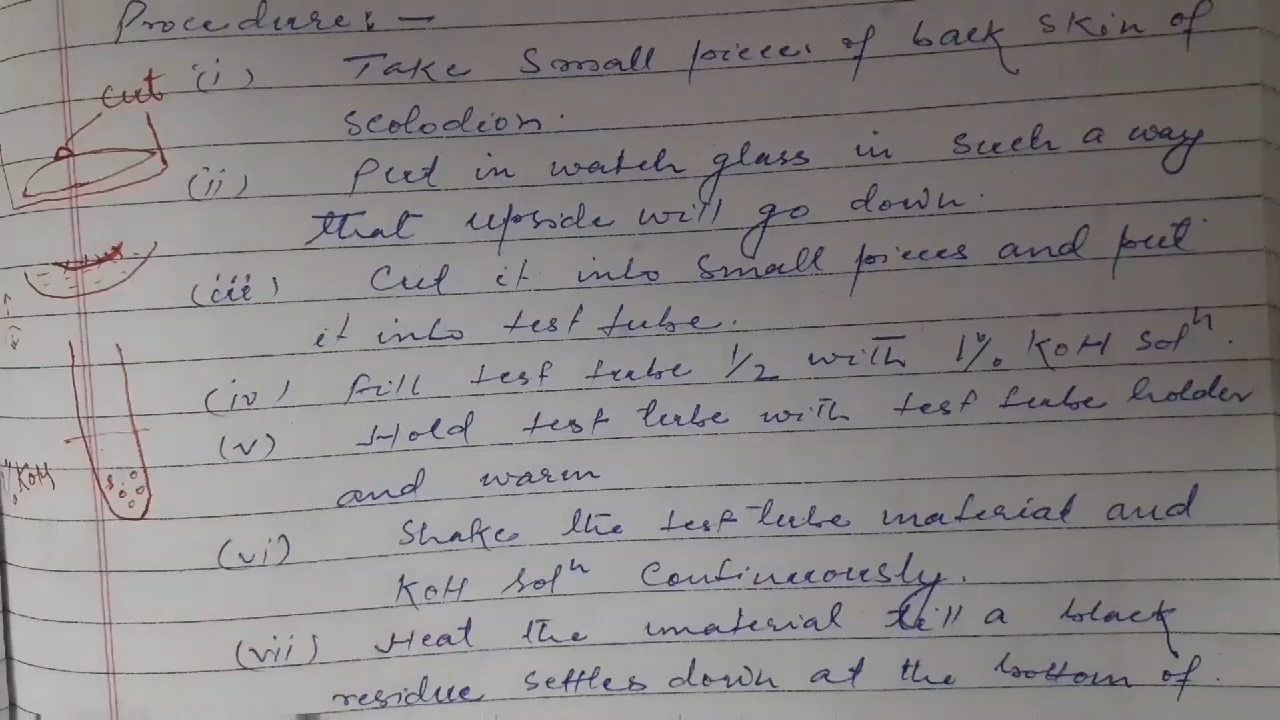 Procedure: -
cut (i) Take small pieces of back skin of
scolodion.
(ii) Put in watch glass in such a way
that upside will go down.
(iii) Cut it into small pieces and put
it into test tube.
(iv) fill test tube 1/2 with 1% KOH solⁿ.
(v) Hold test tube with test tube holder
and warm
% KOH
(vi) Shake the test tube material and
KOH solⁿ continuously.
(vii) Heat the material till a black
residue settles down at the bottom of.